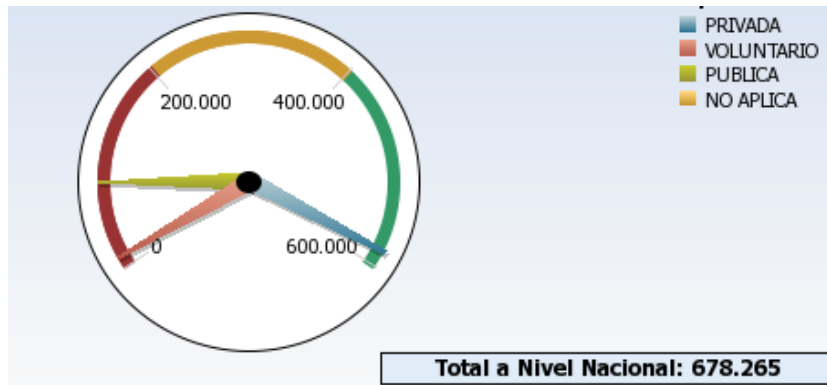 PRIVADA
VOLUNTARIO
PUBLICA
NO APLICA
200.000
400.000
0
600.000
Total a Nivel Nacional: 678.265